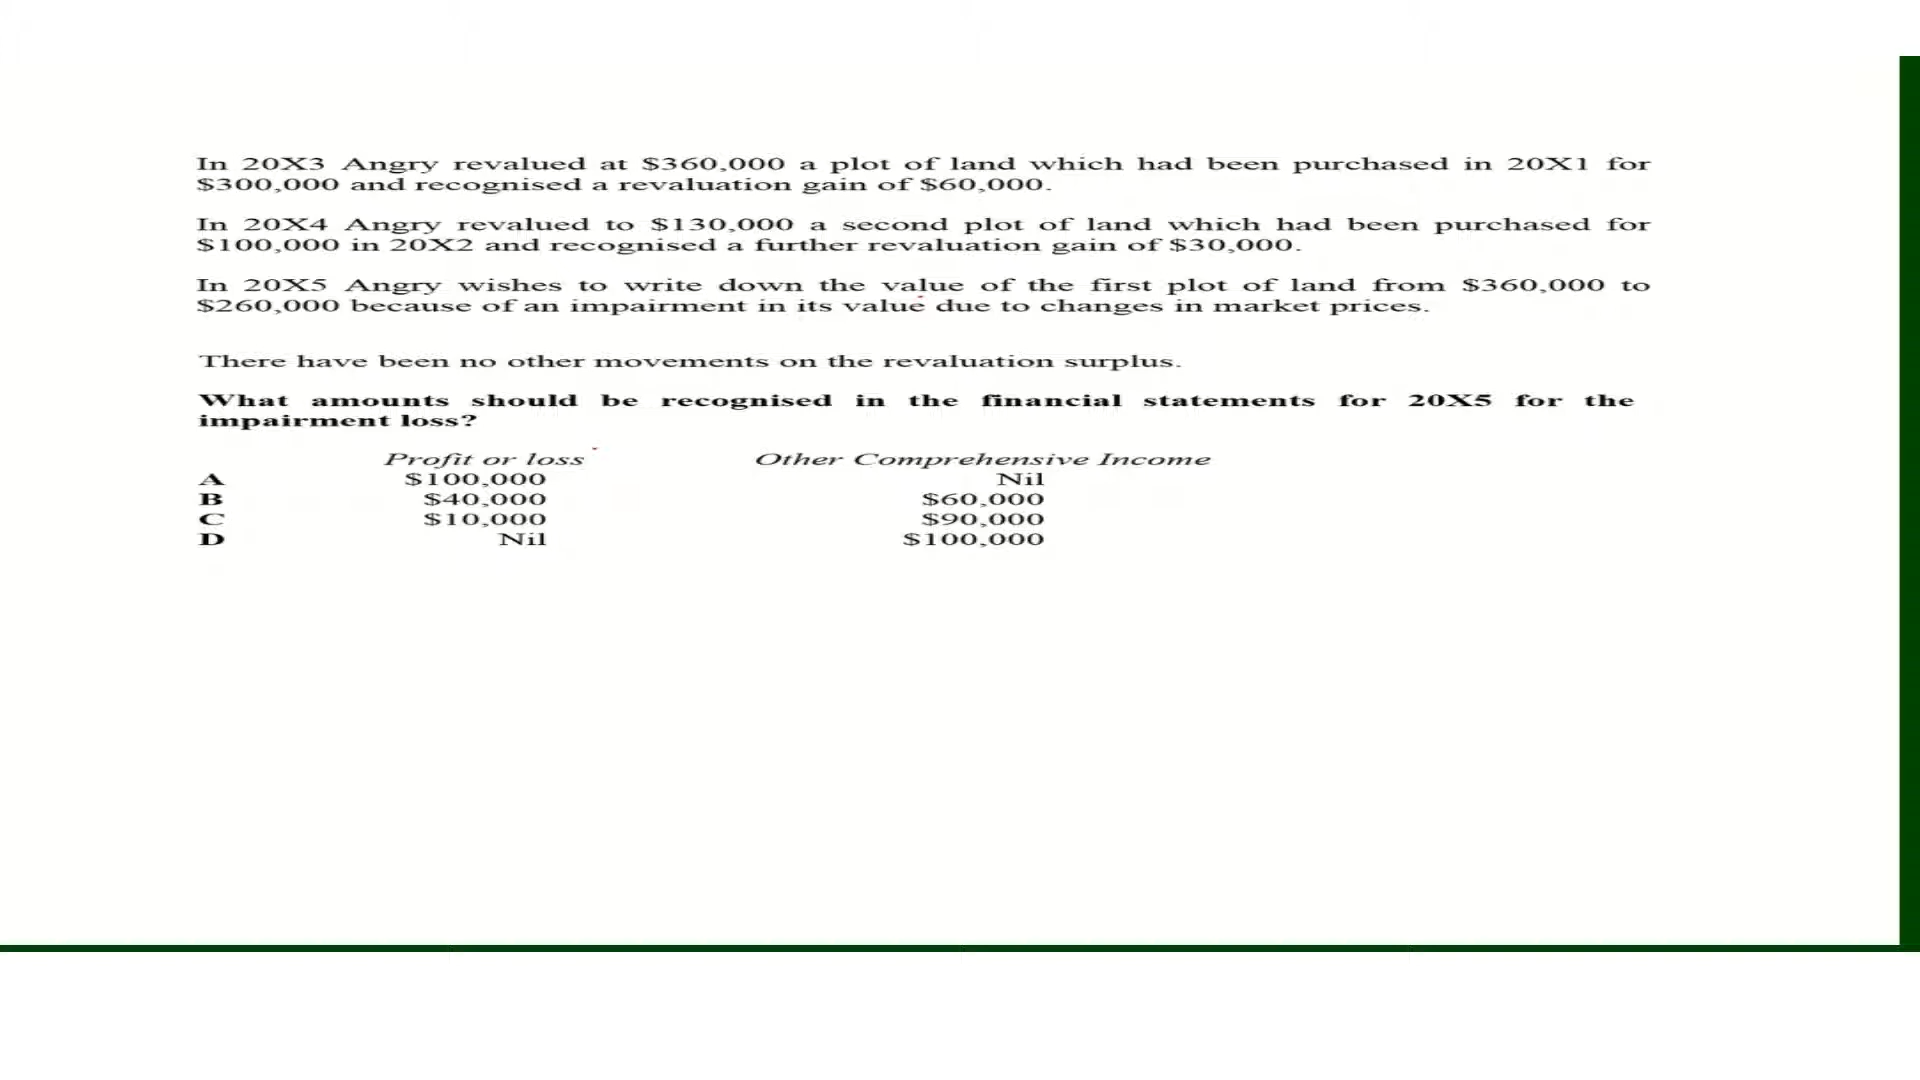 In 20X3 Angry revalued at $360,000 a plot of land which had been purchased in 20X1 for
$300,000 and recognised a revaluation gain of $60,000.
In 20X4 Angry revalued to $130,000 a second plot of land which had been purchased for
$100,000 in 20X2 and recognised a further revaluation gain of $30,000.
In 20X5 Angry wishes to write down the value of the first plot of land from $360,000 to
$260,000 because of an impairment in its value due to changes in market prices.
There have been no other movements on the revaluation surplus.
What amounts should be recognised in the financial statements for 20X5 for the
impairment loss?
Profit or loss Other Comprehensive Income
A $100,000 Nil
B $40,000 $60,000
C $10,000 $90,000
D Nil $100,000